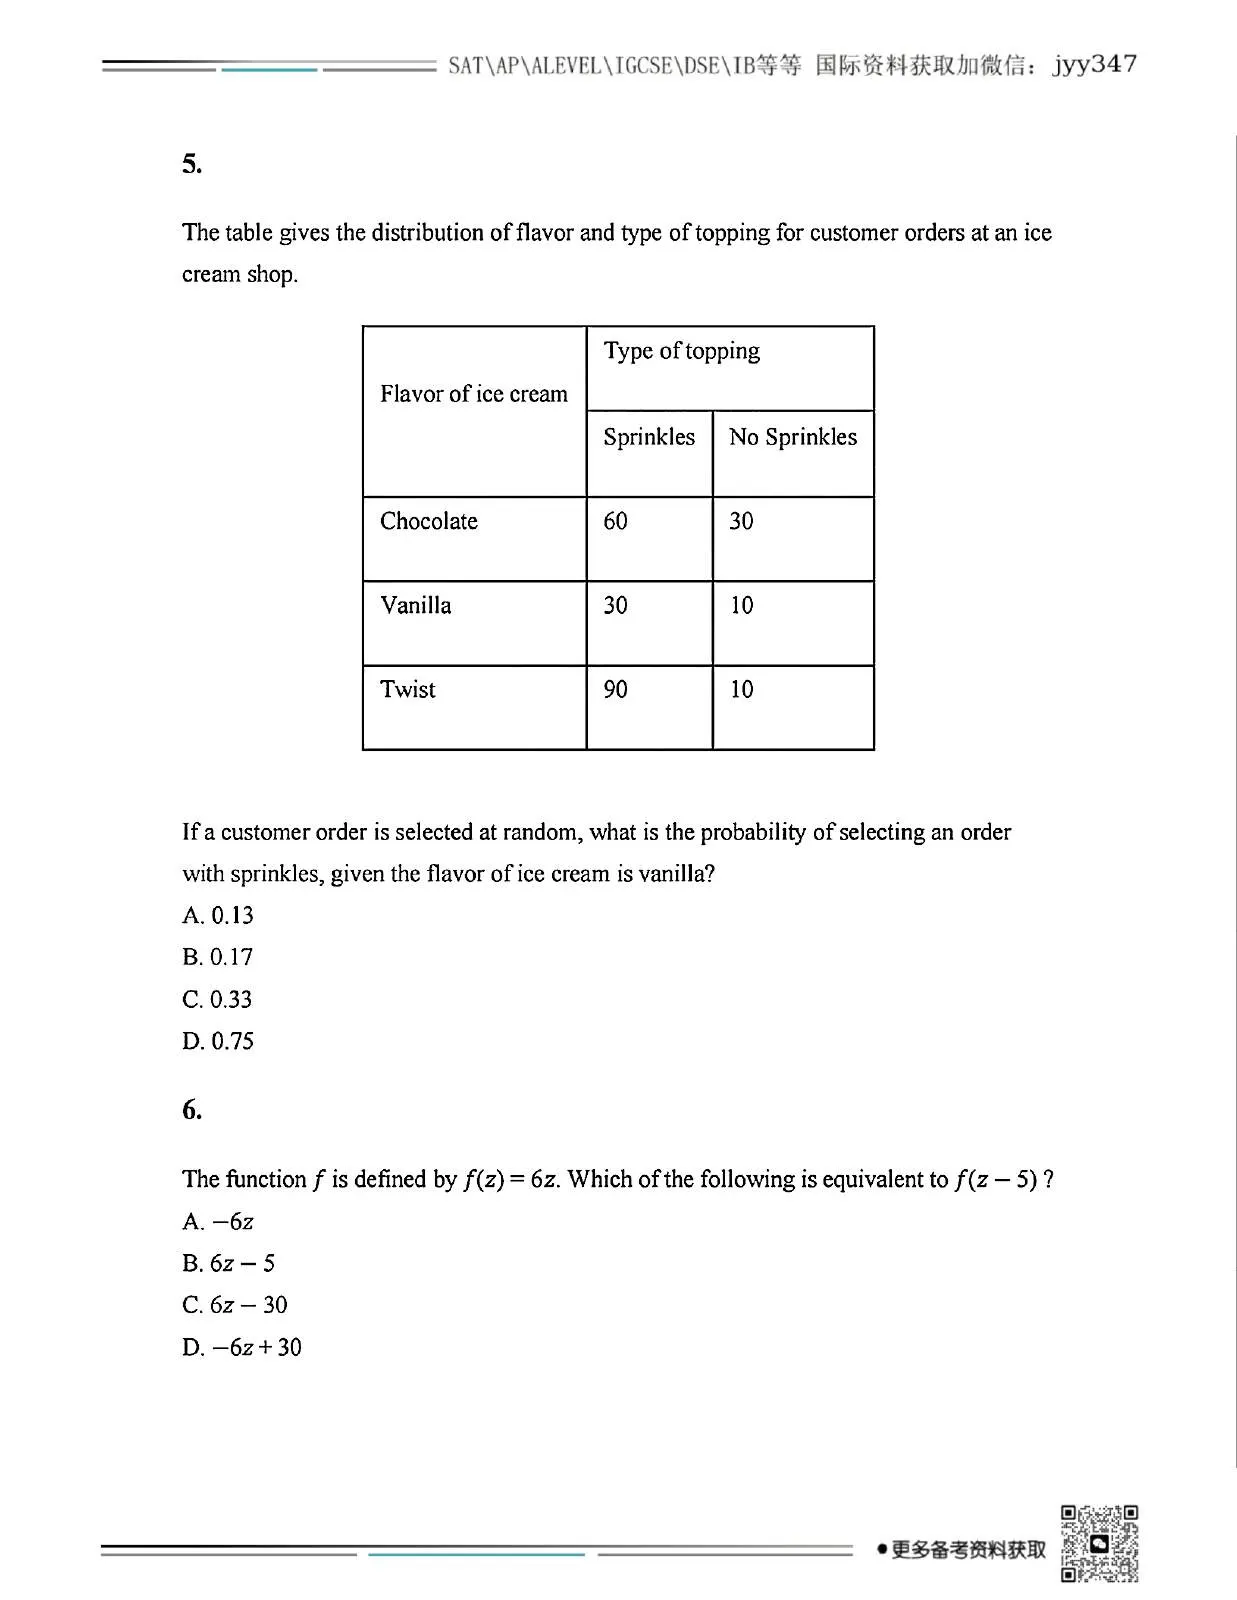 SAT\AP\ALEVEL\IGCSE\DSE\IB等等 国际资料获取加微信：jyy347
5.
The table gives the distribution of flavor and type of topping for customer orders at an ice
cream shop.
Type of topping
Flavor of ice cream
Sprinkles No Sprinkles
Chocolate 60 30
Vanilla 30 10
Twist 90 10
If a customer order is selected at random, what is the probability of selecting an order
with sprinkles, given the flavor of ice cream is vanilla?
A. 0.13
B. 0.17
C. 0.33
D. 0.75
6.
The function f is defined by f(z) = 6z. Which of the following is equivalent to f(z − 5) ?
A. −6z
B. 6z − 5
C. 6z − 30
D. −6z + 30
●更多备考资料获取